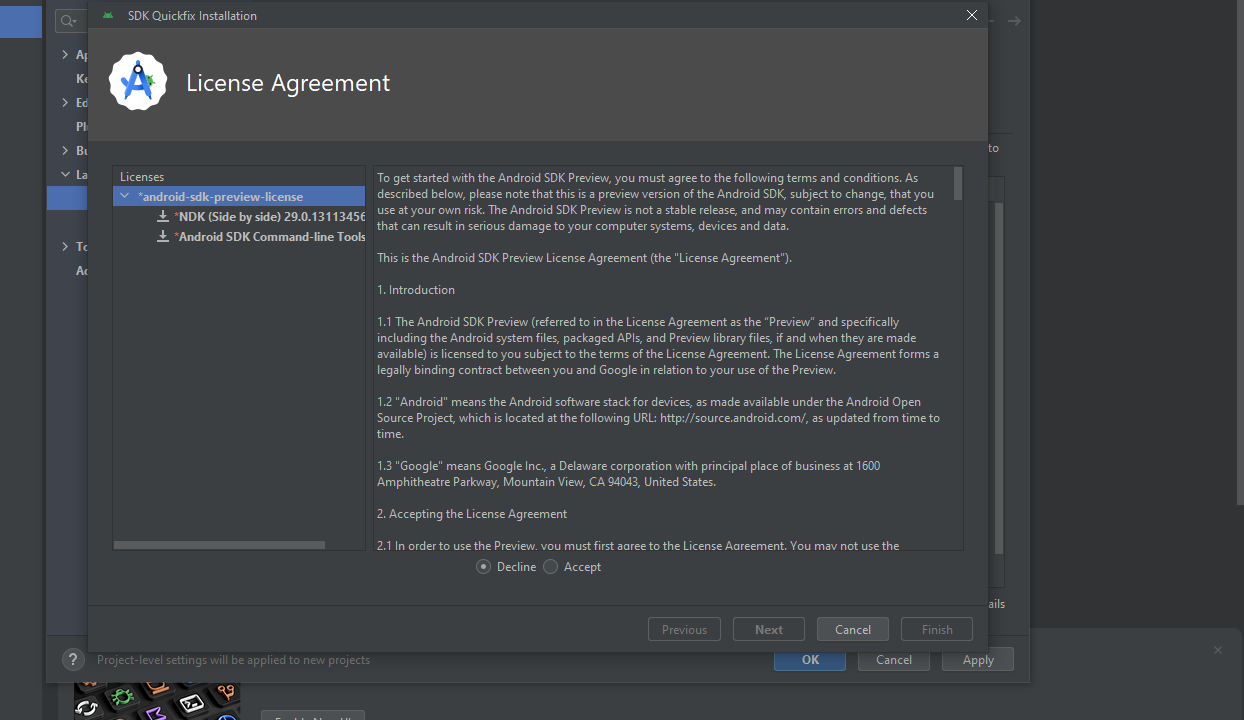 SDK Quickfix Installation
License Agreement
to
Licenses
*android-sdk-preview-license
*NDK (Side by side) 29.0.13113456
*Android SDK Command-line Tools
To get started with the Android SDK Preview, you must agree to the following terms and conditions. As
described below, please note that this is a preview version of the Android SDK, subject to change, that you
use at your own risk. The Android SDK Preview is not a stable release, and may contain errors and defects
that can result in serious damage to your computer systems, devices and data.
This is the Android SDK Preview License Agreement (the "License Agreement").
1. Introduction
1.1 The Android SDK Preview (referred to in the License Agreement as the “Preview” and specifically
including the Android system files, packaged APIs, and Preview library files, if and when they are made
available) is licensed to you subject to the terms of the License Agreement. The License Agreement forms a
legally binding contract between you and Google in relation to your use of the Preview.
1.2 "Android" means the Android software stack for devices, as made available under the Android Open
Source Project, which is located at the following URL: http://source.android.com/, as updated from time to
time.
1.3 "Google" means Google Inc., a Delaware corporation with principal place of business at 1600
Amphitheatre Parkway, Mountain View, CA 94043, United States.
2. Accepting the License Agreement
2.1 In order to use the Preview, you must first agree to the License Agreement. You may not use the
Decline Accept
Previous Next Cancel Finish
? Project-level settings will be applied to new projects
OK Cancel Apply